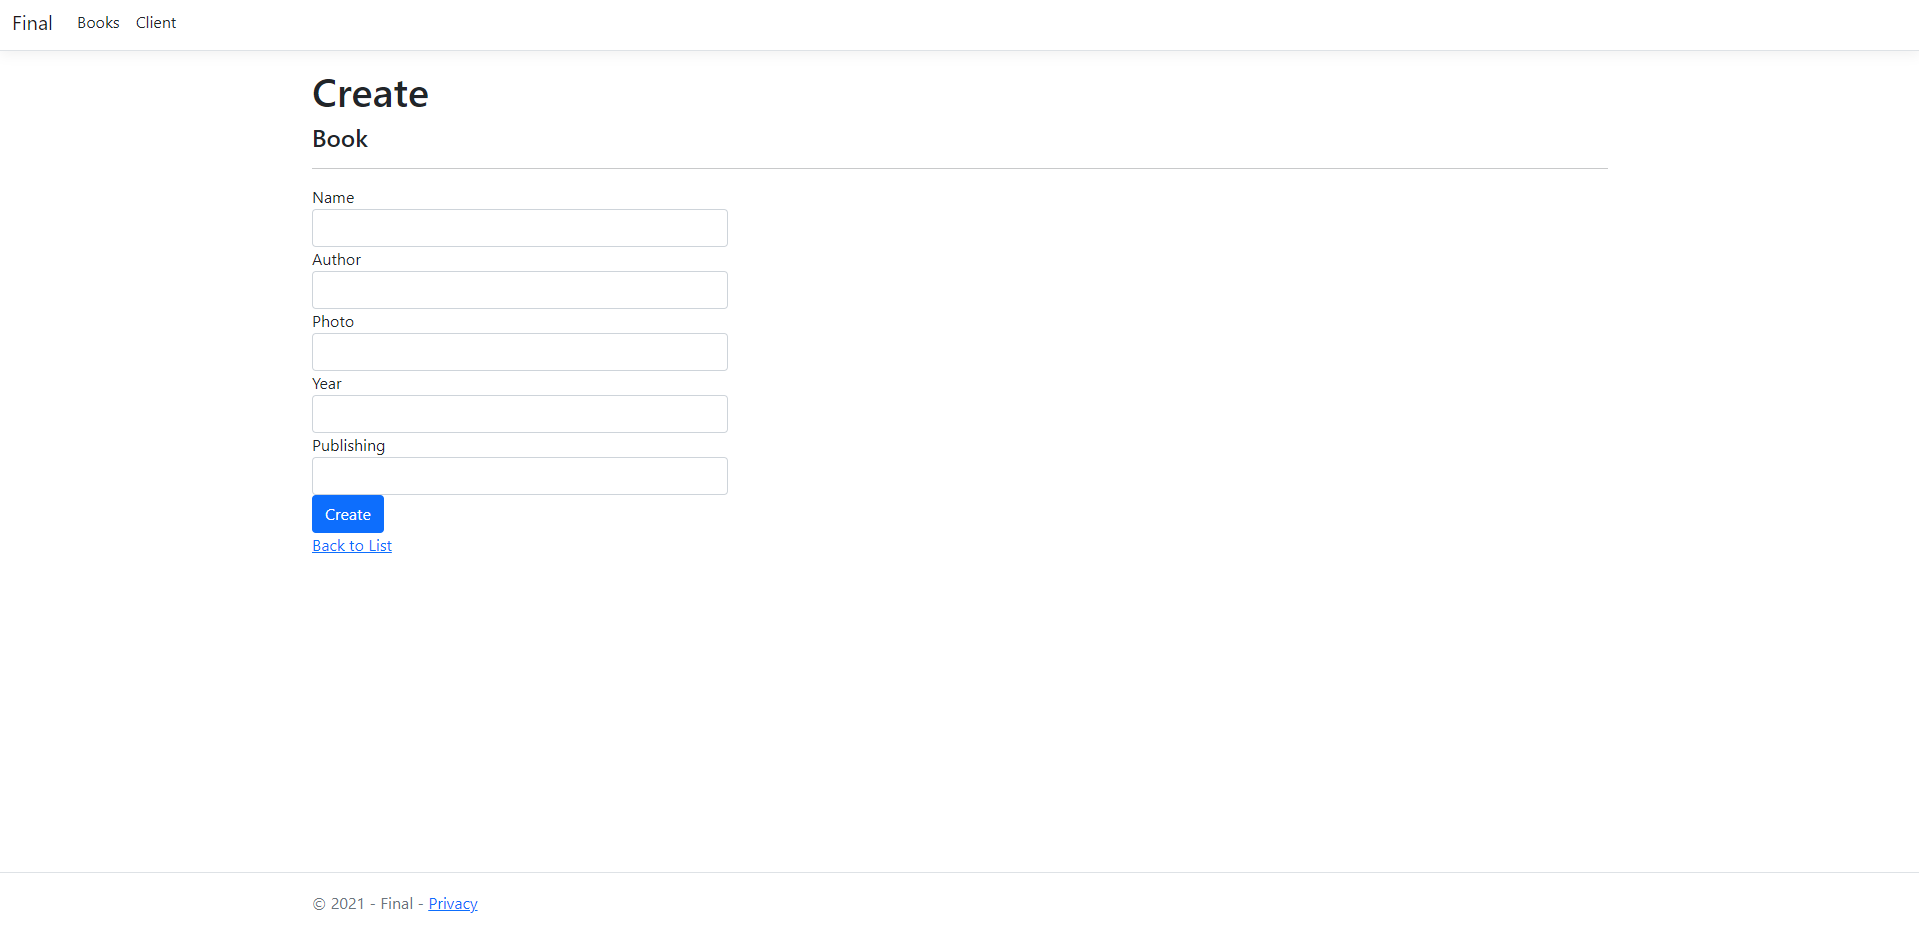 Final Books Client
Create
Book
Name
Author
Photo
Year
Publishing
Create
Back to List
© 2021 - Final - Privacy